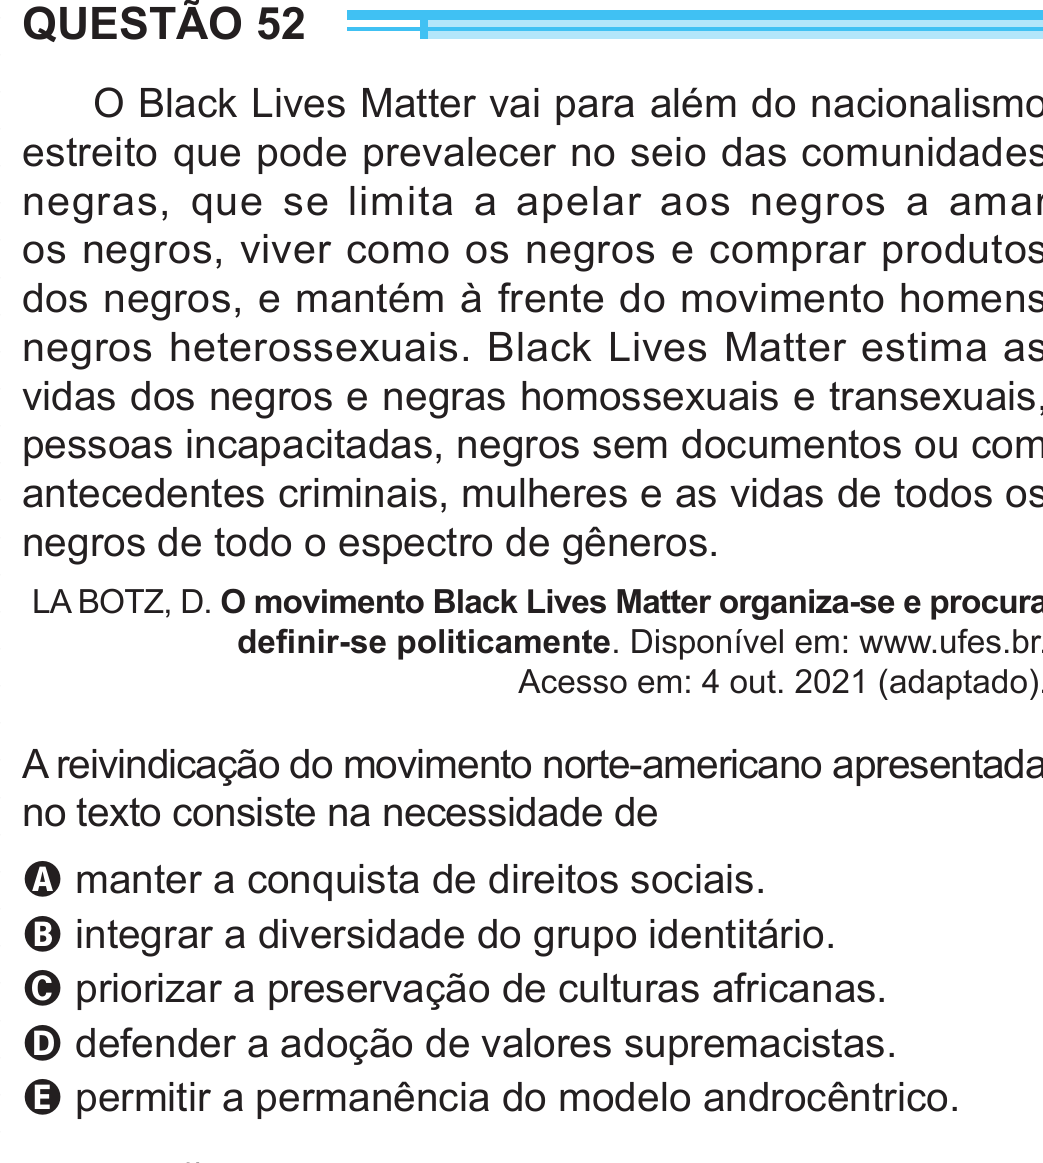 QUESTÃO 52
O Black Lives Matter vai para além do nacionalismo
estreito que pode prevalecer no seio das comunidades
negras, que se limita a apelar aos negros a amar
os negros, viver como os negros e comprar produtos
dos negros, e mantém à frente do movimento homens
negros heterossexuais. Black Lives Matter estima as
vidas dos negros e negras homossexuais e transexuais,
pessoas incapacitadas, negros sem documentos ou com
antecedentes criminais, mulheres e as vidas de todos os
negros de todo o espectro de gêneros.
LA BOTZ, D. O movimento Black Lives Matter organiza-se e procura
definir-se politicamente. Disponível em: www.ufes.br.
Acesso em: 4 out. 2021 (adaptado).
A reivindicação do movimento norte-americano apresentada
no texto consiste na necessidade de
A manter a conquista de direitos sociais.
B integrar a diversidade do grupo identitário.
C priorizar a preservação de culturas africanas.
D defender a adoção de valores supremacistas.
E permitir a permanência do modelo androcêntrico.